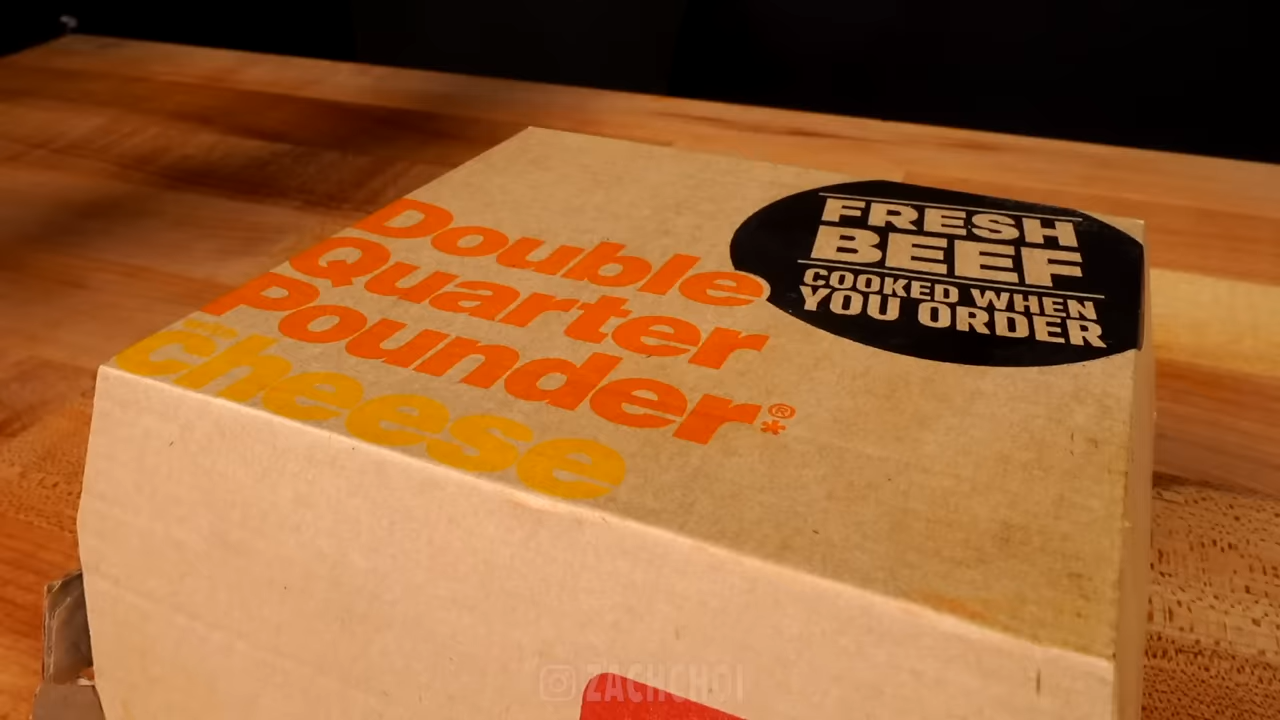 Double
Quarter
Pounder®*
cheese
FRESH
BEEF
COOKED WHEN
YOU ORDER
ZACHCHOI